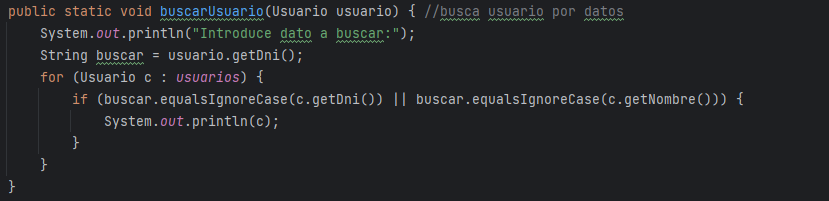 public static void buscarUsuario(Usuario usuario) { //busca usuario por datos
    System.out.println("Introduce dato a buscar:");
    String buscar = usuario.getDni();
    for (Usuario c : usuarios) {
        if (buscar.equalsIgnoreCase(c.getDni()) || buscar.equalsIgnoreCase(c.getNombre())) {
            System.out.println(c);
        }
    }
}